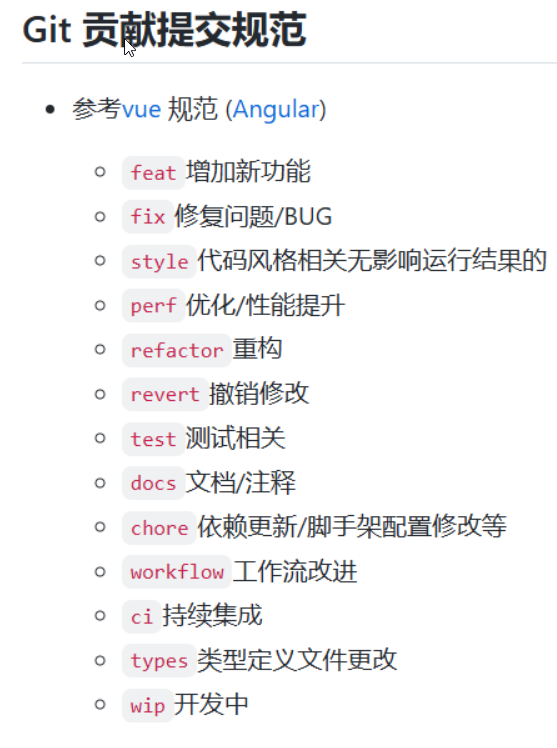 Git 贡献提交规范
参考vue 规范 (Angular)
feat 增加新功能
fix 修复问题/BUG
style 代码风格相关无影响运行结果的
perf 优化/性能提升
refactor 重构
revert 撤销修改
test 测试相关
docs 文档/注释
chore 依赖更新/脚手架配置修改等
workflow 工作流改进
ci 持续集成
types 类型定义文件更改
wip 开发中